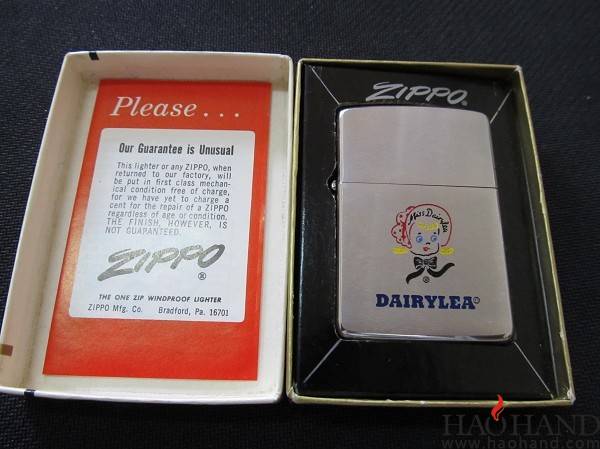 Please...
Our Guarantee is Unusual
This lighter or any ZIPPO, when
returned to our factory, will
be put in first class mechan-
ical condition free of charge,
for we have yet to charge a
cent for the repair of a ZIPPO
regardless of age or condition.
THE FINISH, HOWEVER, IS
NOT GUARANTEED.
ZIPPO®
THE ONE ZIP WINDPROOF LIGHTER
ZIPPO Mfg. Co. Bradford, Pa. 16701
ZIPPO®
Miss Dairylea
®
DAIRYLEA©
HAOHAND
www.haohand.com